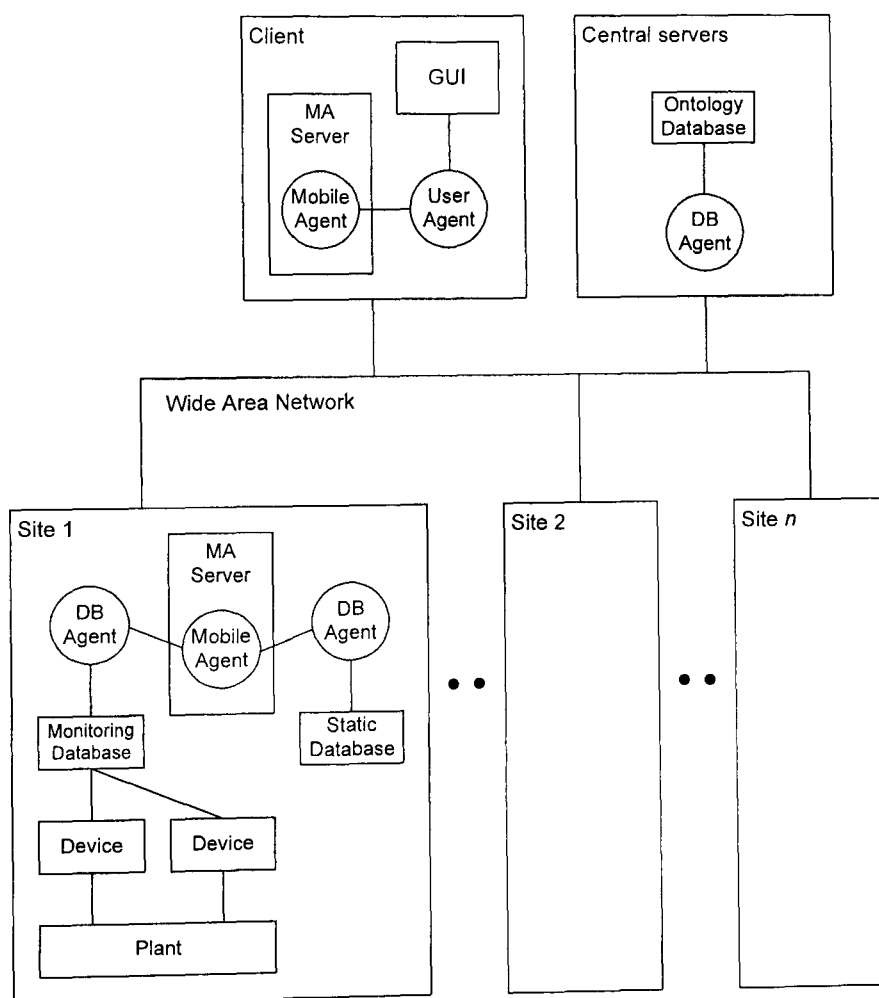 Client
GUI
MA
Server
Mobile
Agent
User
Agent
Central servers
Ontology
Database
DB
Agent
Wide Area Network
Site 1
MA
Server
DB
Agent
Mobile
Agent
DB
Agent
Monitoring
Database
Static
Database
Device
Device
Plant
Site 2
Site n